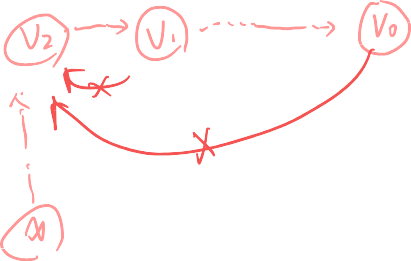 V₂ V₁ V₀
∞